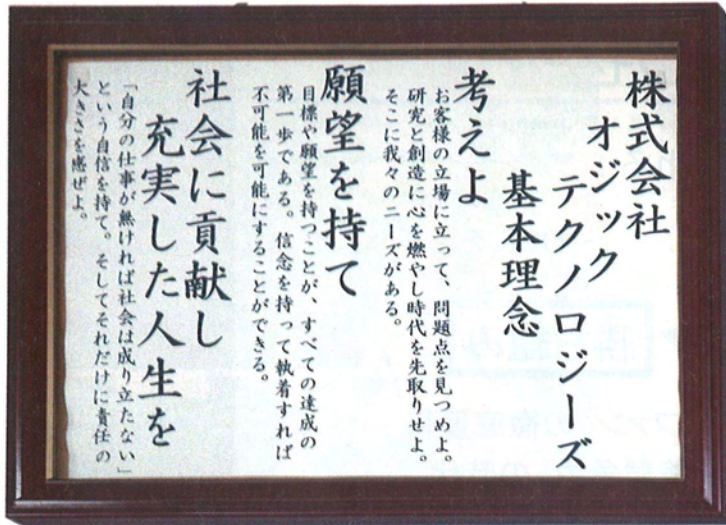 株式会社
オジック
テクノロジーズ
基本理念
考えよ
お客様の立場に立って、問題点を見つめよ。
研究と創造に心を燃やし時代を先取りせよ。
そこに我々のニーズがある。
願望を持て
目標や願望を持つことが、すべての達成の
第一歩である。信念を持って執着すれば
不可能を可能にすることができる。
社会に貢献し
充実した人生を
「自分の仕事が無ければ社会は成り立たない」
という自信を持て。そしてそれだけに責任の
大きさを感ぜよ。